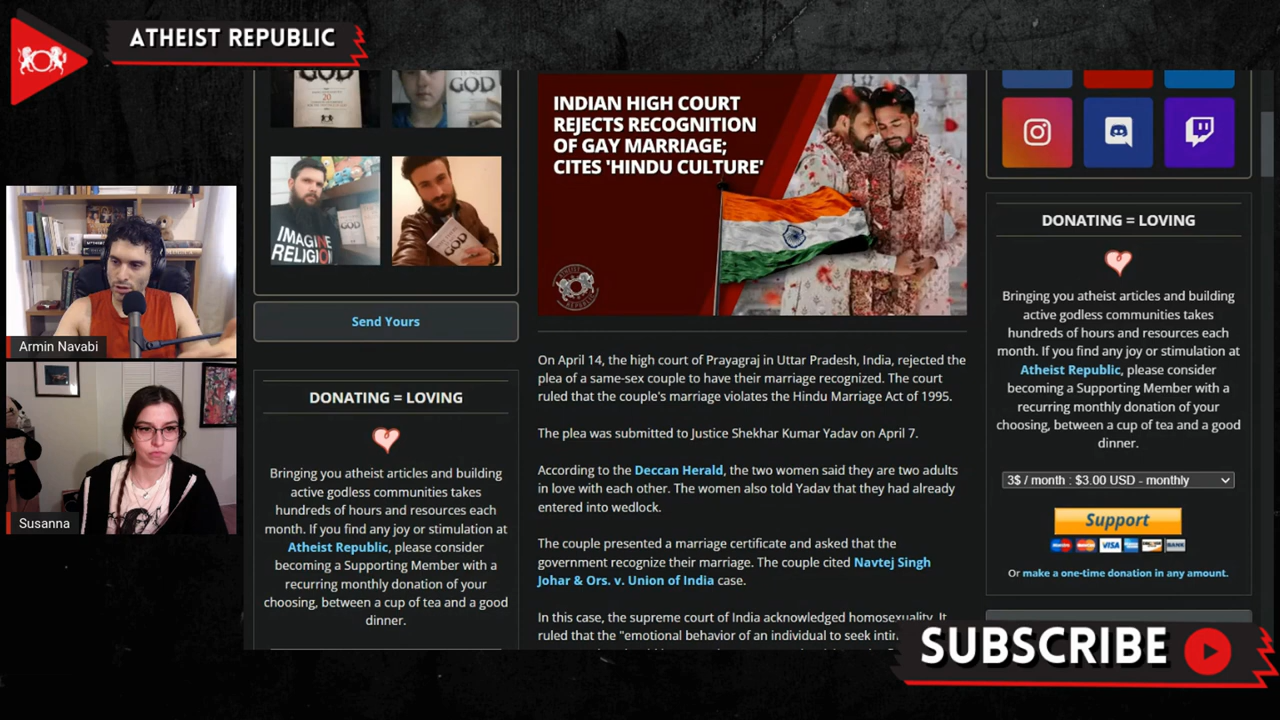 ATHEIST REPUBLIC
GOD
20
GOD
IMAGINE
RELIGION
GOD
Send Yours
DONATING = LOVING
Bringing you atheist articles and building
active godless communities takes
hundreds of hours and resources each
month. If you find any joy or stimulation at
Atheist Republic, please consider
becoming a Supporting Member with a
recurring monthly donation of your
choosing, between a cup of tea and a good
dinner.
INDIAN HIGH COURT
REJECTS RECOGNITION
OF GAY MARRIAGE;
CITES 'HINDU CULTURE'
ATHEIST
REPUBLIC
On April 14, the high court of Prayagraj in Uttar Pradesh, India, rejected the
plea of a same-sex couple to have their marriage recognized. The court
ruled that the couple's marriage violates the Hindu Marriage Act of 1995.
The plea was submitted to Justice Shekhar Kumar Yadav on April 7.
According to the Deccan Herald, the two women said they are two adults
in love with each other. The women also told Yadav that they had already
entered into wedlock.
The couple presented a marriage certificate and asked that the
government recognize their marriage. The couple cited Navtej Singh
Johar & Ors. v. Union of India case.
In this case, the supreme court of India acknowledged homosexuality. It
ruled that the "emotional behavior of an individual to seek
DONATING = LOVING
Bringing you atheist articles and building
active godless communities takes
hundreds of hours and resources each
month. If you find any joy or stimulation at
Atheist Republic, please consider
becoming a Supporting Member with a
recurring monthly donation of your
choosing, between a cup of tea and a good
dinner.
3$ / month : $3.00 USD - monthly
Support
VISA
BANK
Or make a one-time donation in any amount.
Armin Navabi
Susanna
SUBSCRIBE